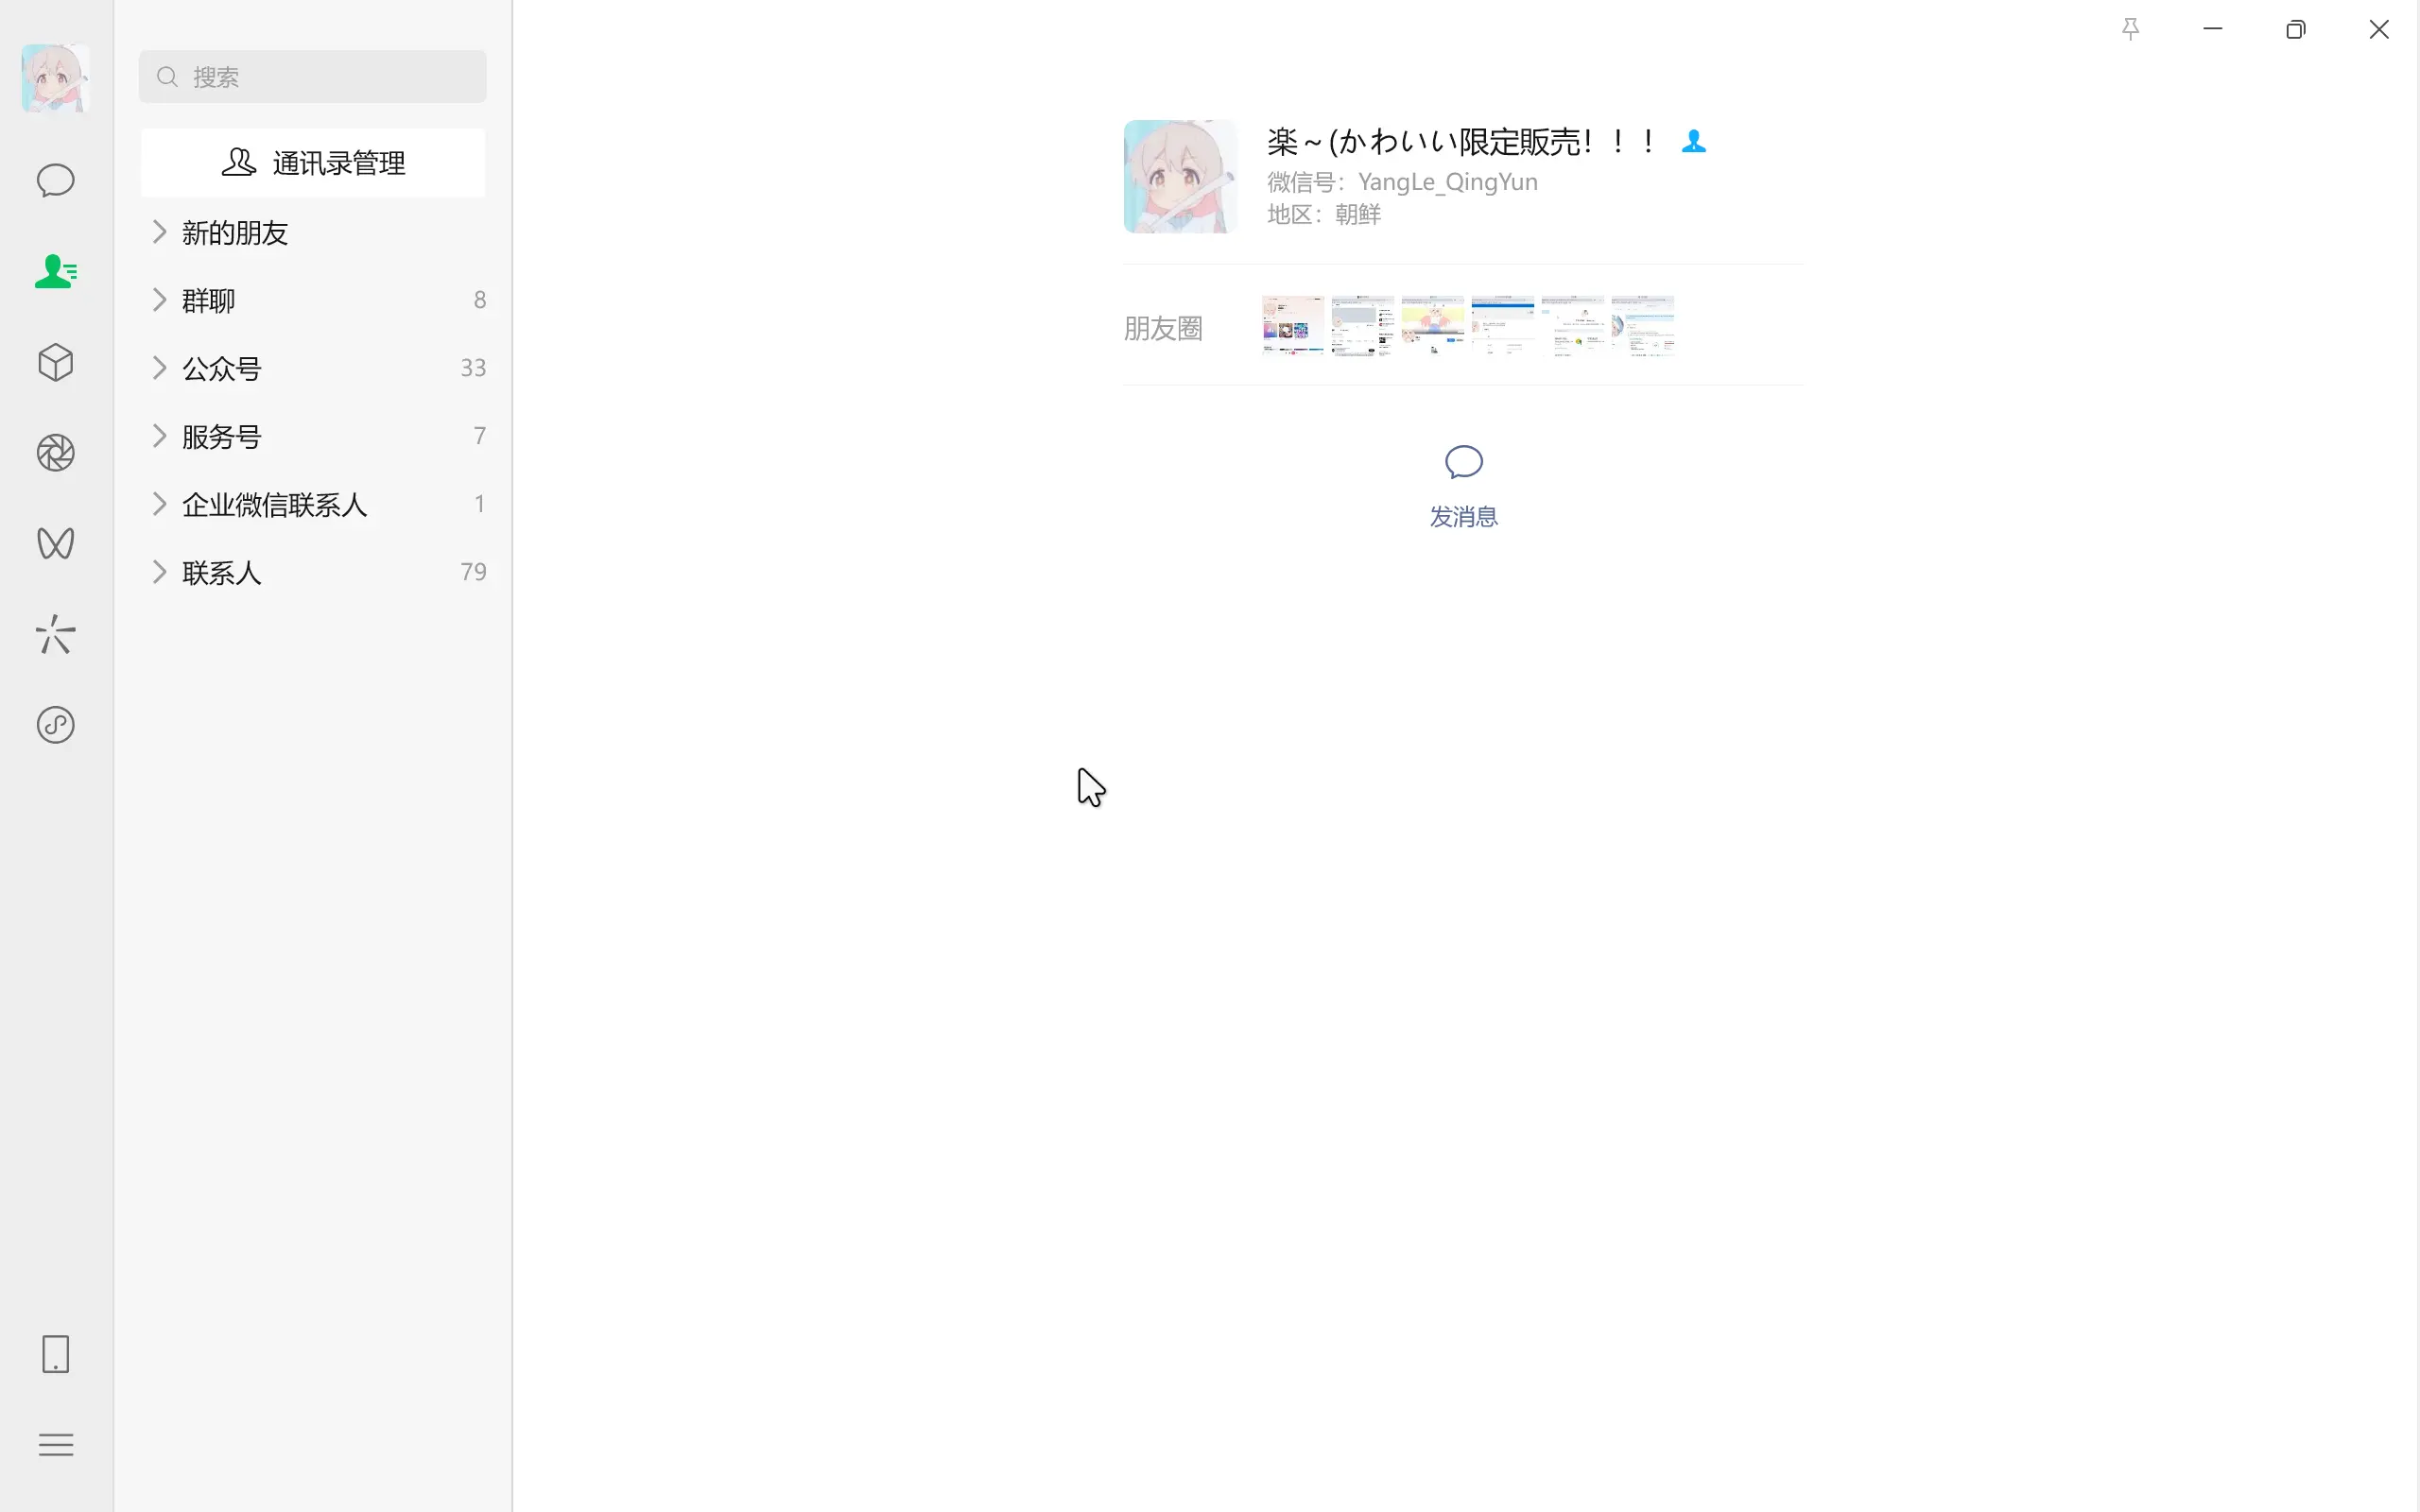 搜索
通讯录管理
新的朋友
群聊 8
公众号 33
服务号 7
企业微信联系人 1
联系人 79
楽～(かわいい限定販売！！！
微信号：YangLe_QingYun
地区：朝鲜
朋友圈
发消息